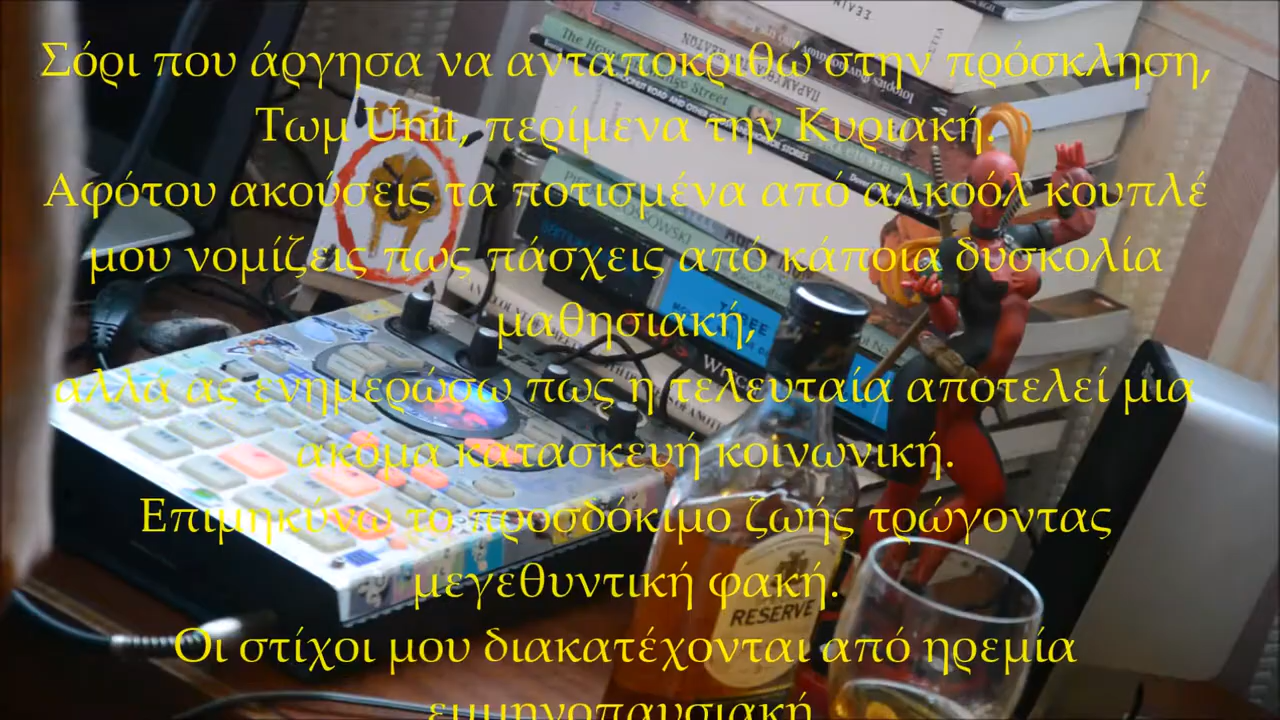 Σόρι που άργησα να ανταποκριθώ στην πρόσκληση,
Τωμ Unit, περίμενα την Κυριακή.
Αφότου ακούσεις τα ποτισμένα από αλκοόλ κουπλέ
μου νομίζεις πως πάσχεις από κάποια δυσκολία
μαθησιακή,
αλλά ας ενημερώσω πως η τελευταία αποτελεί μια
ακόμα κατασκευή κοινωνική.
Επιμηκύνω το προσδόκιμο ζωής τρώγοντας
μεγεθυντική φακή.
Οι στίχοι μου διακατέχονται από ηρεμία
εμμηνοπαυσιακή
RESERVE